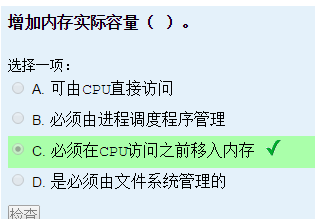 增加内存实际容量（ ）。
选择一项：
A. 可由CPU直接访问
B. 必须由进程调度程序管理
C. 必须在CPU访问之前移入内存 ✓
D. 是必须由文件系统管理的
检查